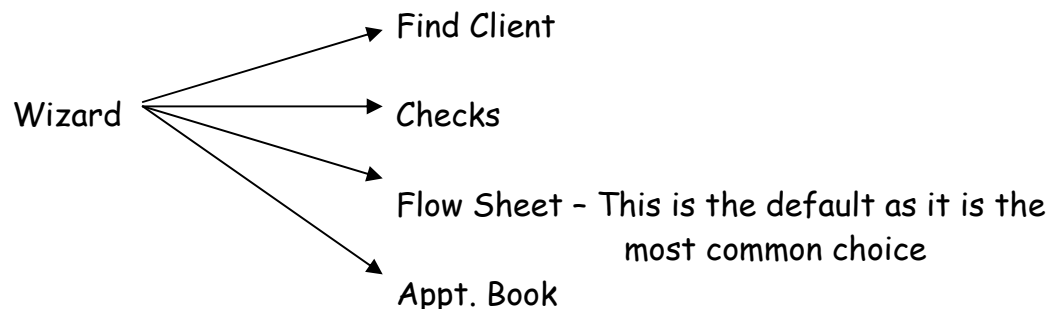 Find Client
Wizard
Checks
Flow Sheet – This is the default as it is the
most common choice
Appt. Book